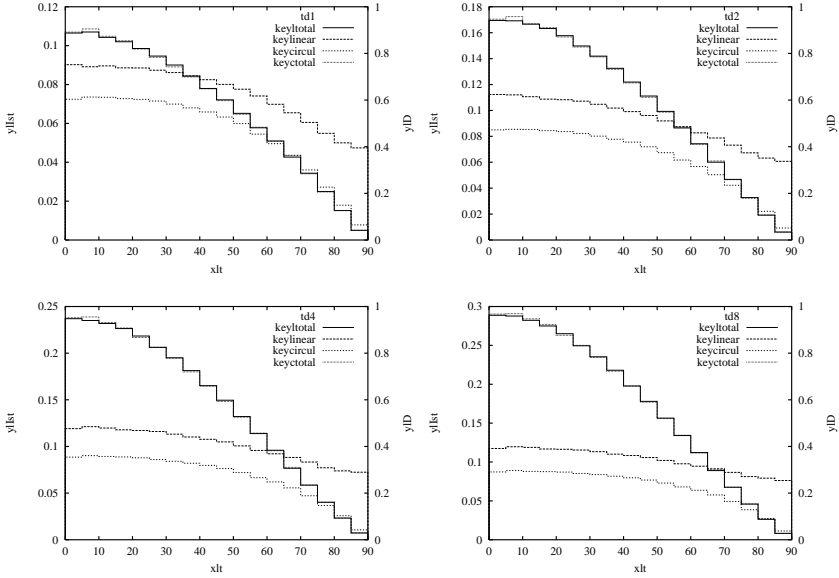 td1
keyltotal
keylinear
keycircul
keyctotal
0.12
0.1
0.08
0.06
0.04
0.02
0
1
0.8
0.6
0.4
0.2
0
yllst
ylD
0 10 20 30 40 50 60 70 80 90
xlt
td2
keyltotal
keylinear
keycircul
keyctotal
0.18
0.16
0.14
0.12
0.1
0.08
0.06
0.04
0.02
0
1
0.8
0.6
0.4
0.2
0
yllst
ylD
0 10 20 30 40 50 60 70 80 90
xlt
td4
keyltotal
keylinear
keycircul
keyctotal
0.25
0.2
0.15
0.1
0.05
0
1
0.8
0.6
0.4
0.2
0
yllst
ylD
0 10 20 30 40 50 60 70 80 90
xlt
td8
keyltotal
keylinear
keycircul
keyctotal
0.3
0.25
0.2
0.15
0.1
0.05
0
1
0.8
0.6
0.4
0.2
0
yllst
ylD
0 10 20 30 40 50 60 70 80 90
xlt